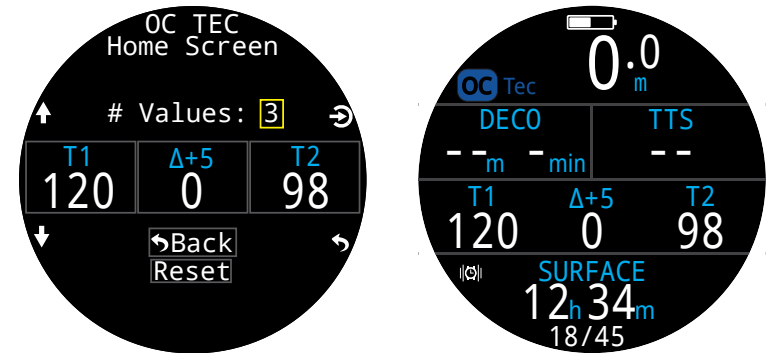 OC TEC
Home Screen
# Values: 3
T1 Δ+5 T2
120 0 98
Back
Reset
0.0
m
OC Tec
DECO TTS
--m -min --
T1 Δ+5 T2
120 0 98
SURFACE
12h 34m
18/45